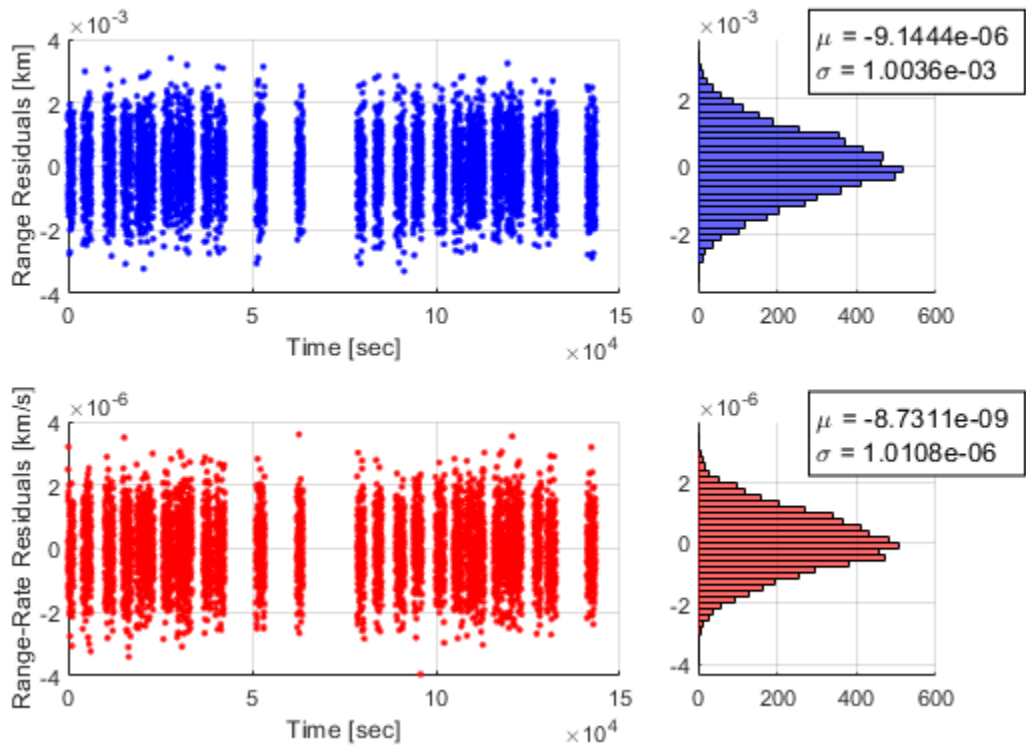 ×10⁻³
Range Residuals [km]
4
2
0
-2
-4
0 5 10 15
Time [sec]
×10⁴
×10⁻³
2
0
-2
0 200 400 600
μ = -9.1444e-06
σ = 1.0036e-03
×10⁻⁶
Range-Rate Residuals [km/s]
4
2
0
-2
-4
0 5 10 15
Time [sec]
×10⁴
×10⁻⁶
2
0
-2
-4
0 200 400 600
μ = -8.7311e-09
σ = 1.0108e-06